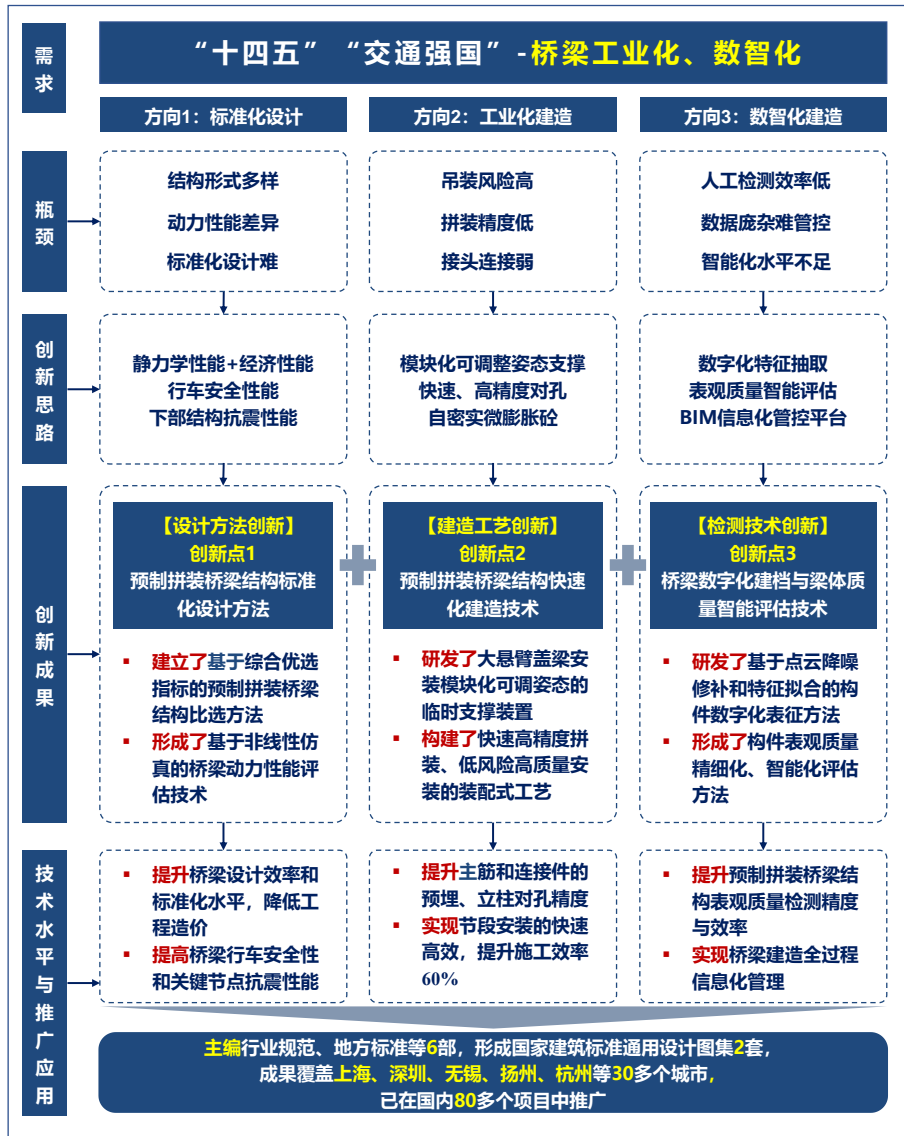 需求
“十四五”“交通强国”-桥梁工业化、数智化
方向1：标准化设计
方向2：工业化建造
方向3：数智化建造
瓶颈
结构形式多样
动力性能差异
标准化设计难
吊装风险高
拼装精度低
接头连接弱
人工检测效率低
数据庞杂难管控
智能化水平不足
创新思路
静力学性能+经济性能
行车安全性能
下部结构抗震性能
模块化可调整姿态支撑
快速、高精度对孔
自密实微膨胀砼
数字化特征抽取
表观质量智能评估
BIM信息化管控平台
创新成果
【设计方法创新】
创新点1
预制拼装桥梁结构标准
化设计方法
▪ 建立了基于综合优选
指标的预制拼装桥梁
结构比选方法
▪ 形成了基于非线性仿
真的桥梁动力性能评
估技术
【建造工艺创新】
创新点2
预制拼装桥梁结构快速
化建造技术
▪ 研发了大悬臂盖梁安
装模块化可调姿态的
临时支撑装置
▪ 构建了快速高精度拼
装、低风险高质量安
装的装配式工艺
【检测技术创新】
创新点3
桥梁数字化建档与梁体质
量智能评估技术
▪ 研发了基于点云降噪
修补和特征拟合的构
件数字化表征方法
▪ 形成了构件表观质量
精细化、智能化评估
方法
技术水平与推广应用
▪ 提升桥梁设计效率和
标准化水平，降低工
程造价
▪ 提高桥梁行车安全性
和关键节点抗震性能
▪ 提升主筋和连接件的
预埋、立柱对孔精度
▪ 实现节段安装的快速
高效，提升施工效率
60%
▪ 提升预制拼装桥梁结
构表观质量检测精度
与效率
▪ 实现桥梁建造全过程
信息化管理
主编行业规范、地方标准等6部，形成国家建筑标准通用设计图集2套，
成果覆盖上海、深圳、无锡、扬州、杭州等30多个城市，
已在国内80多个项目中推广